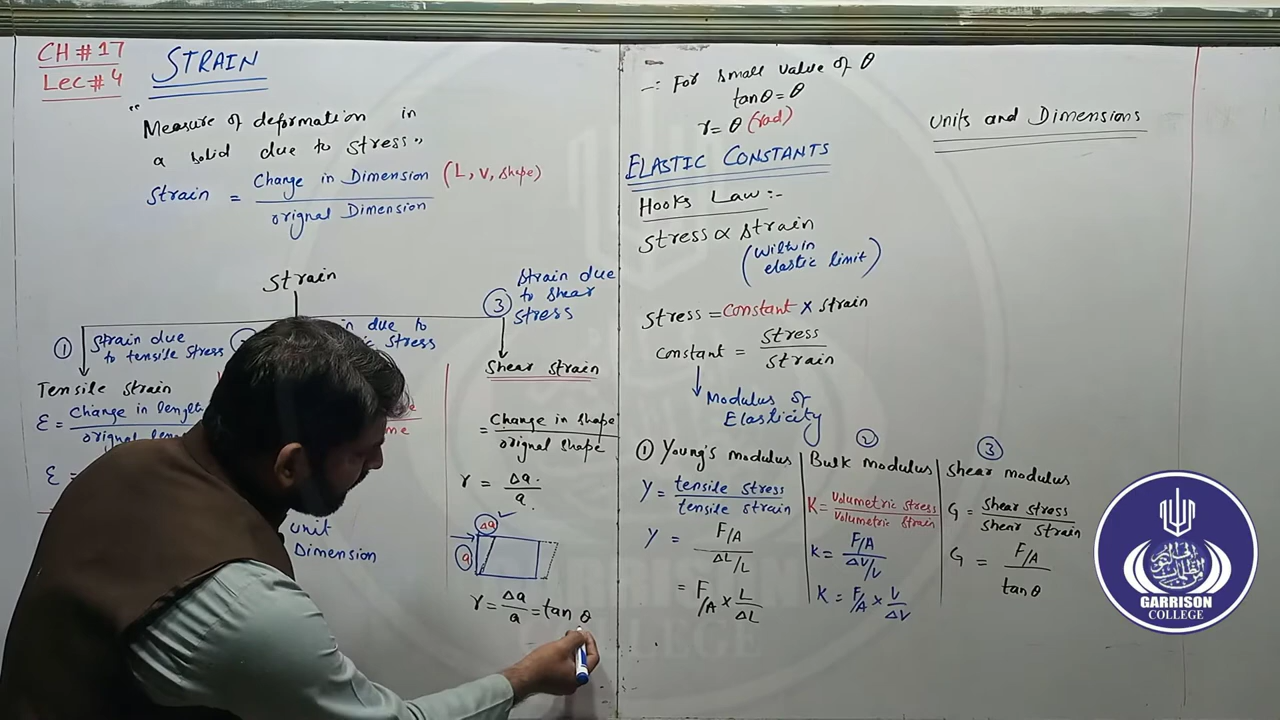 CH # 17
Lec # 4
STRAIN
"Measure of deformation in
a solid due to stress"
Strain = Change in Dimension (L, V, shape)
orignal Dimension
Strain
① Strain due
to tensile stress
Tensile strain
ε = Change in length
orignal
ε =
due to
stress
unit
Dimension
③ Strain due
to shear
stress
Shear strain
= Change in shape
orignal shape
γ = Δa
a
Δa
a
γ = Δa = tan θ
a
∴ For small value of θ
tanθ = θ
γ = θ (rad)
ELASTIC CONSTANTS
Hooks Law :-
Stress ∝ Strain
(Within
elastic limit)
Stress = Constant × Strain
Constant = Stress
Strain
Modulus of
Elasticity
① Young's modulus
Y = tensile stress
tensile strain
Y = F/A
ΔL/L
= F/A × L
ΔL
②
Bulk modulus
K = Volumetric stress
Volumetric strain
K = F/A
ΔV/V
K = F/A × V
ΔV
③
Shear modulus
G = Shear stress
Shear strain
G = F/A
tanθ
Units and Dimensions
GARRISON
COLLEGE